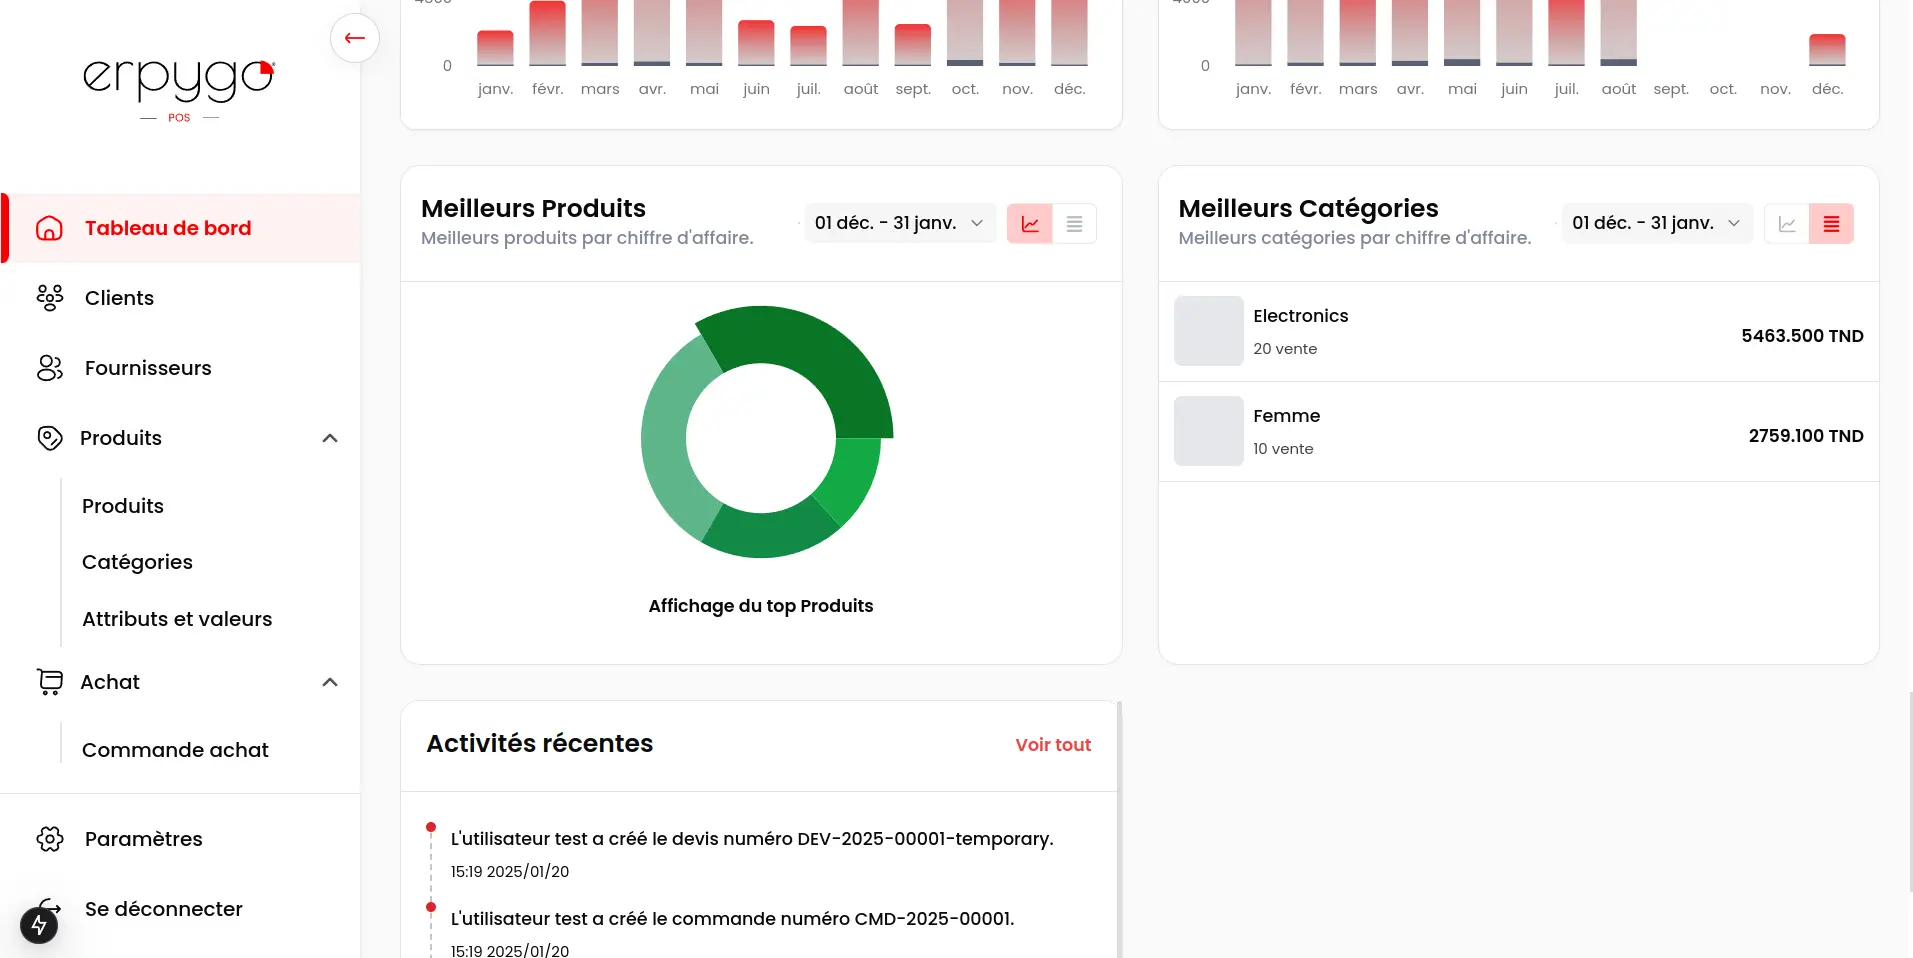 erpygo
POS
Tableau de bord
Clients
Fournisseurs
Produits
Produits
Catégories
Attributs et valeurs
Achat
Commande achat
Paramètres
Se déconnecter
0
janv. févr. mars avr. mai juin juil. août sept. oct. nov. déc.
0
janv. févr. mars avr. mai juin juil. août sept. oct. nov. déc.
Meilleurs Produits
Meilleurs produits par chiffre d'affaire.
01 déc. - 31 janv.
Affichage du top Produits
Meilleurs Catégories
Meilleurs catégories par chiffre d'affaire.
01 déc. - 31 janv.
Electronics
20 vente
5463.500 TND
Femme
10 vente
2759.100 TND
Activités récentes
Voir tout
L'utilisateur test a créé le devis numéro DEV-2025-00001-temporary.
15:19 2025/01/20
L'utilisateur test a créé le commande numéro CMD-2025-00001.
15:19 2025/01/20